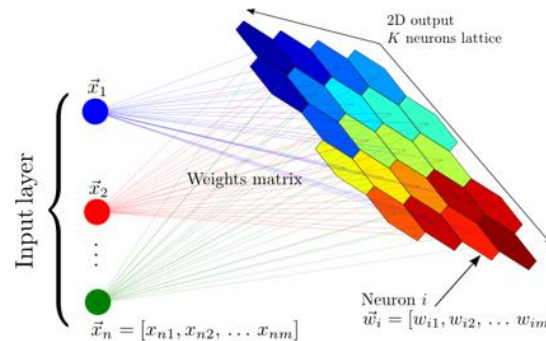 2D output
K neurons lattice
x⃗₁
Input layer
x⃗₂
Weights matrix
⋮
Neuron i
x⃗ₙ = [xₙ₁, xₙ₂, … xₙₘ]
w⃗ᵢ = [wᵢ₁, wᵢ₂, … wᵢₘ